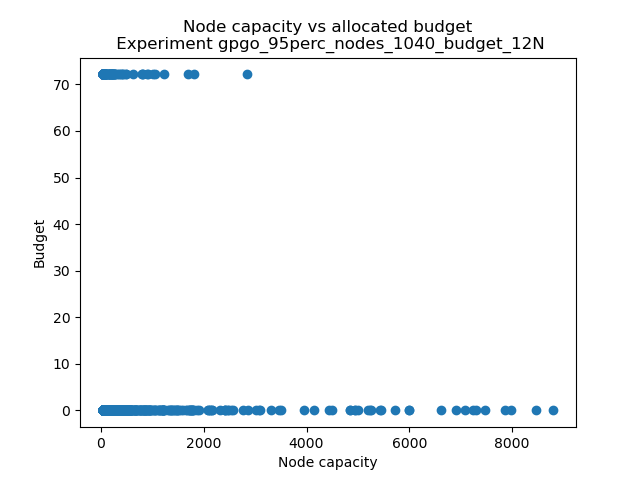 Node capacity vs allocated budget
Experiment gpgo_95perc_nodes_1040_budget_12N
70
60
50
40
30
20
10
0
Budget
0 2000 4000 6000 8000
Node capacity